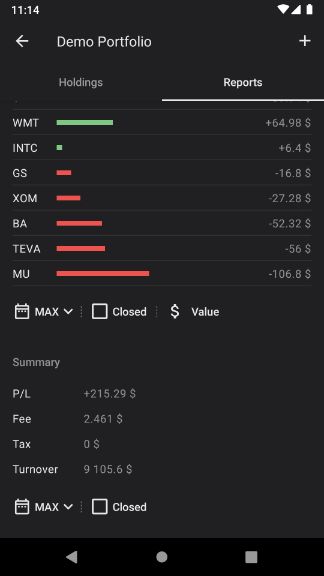 11:14
Demo Portfolio
Holdings Reports
WMT +64.98 $
INTC +6.4 $
GS -16.8 $
XOM -27.28 $
BA -52.32 $
TEVA -56 $
MU -106.8 $
MAX Closed $ Value
Summary
P/L +215.29 $
Fee 2.461 $
Tax 0 $
Turnover 9 105.6 $
MAX Closed